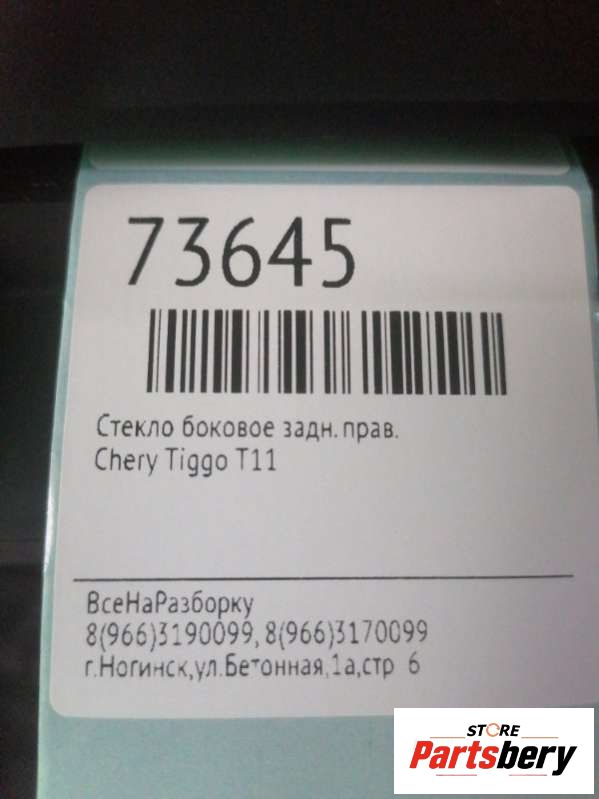 73645
Стекло боковое задн. прав.
Chery Tiggo T11
ВсеНаРазборку
8(966)3190099, 8(966)3170099
г.Ногинск,ул.Бетонная,1а,стр 6
STORE
Partsbery